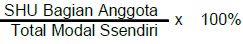 SHU Bagian Anggota
Total Modal Ssendiri x 100%